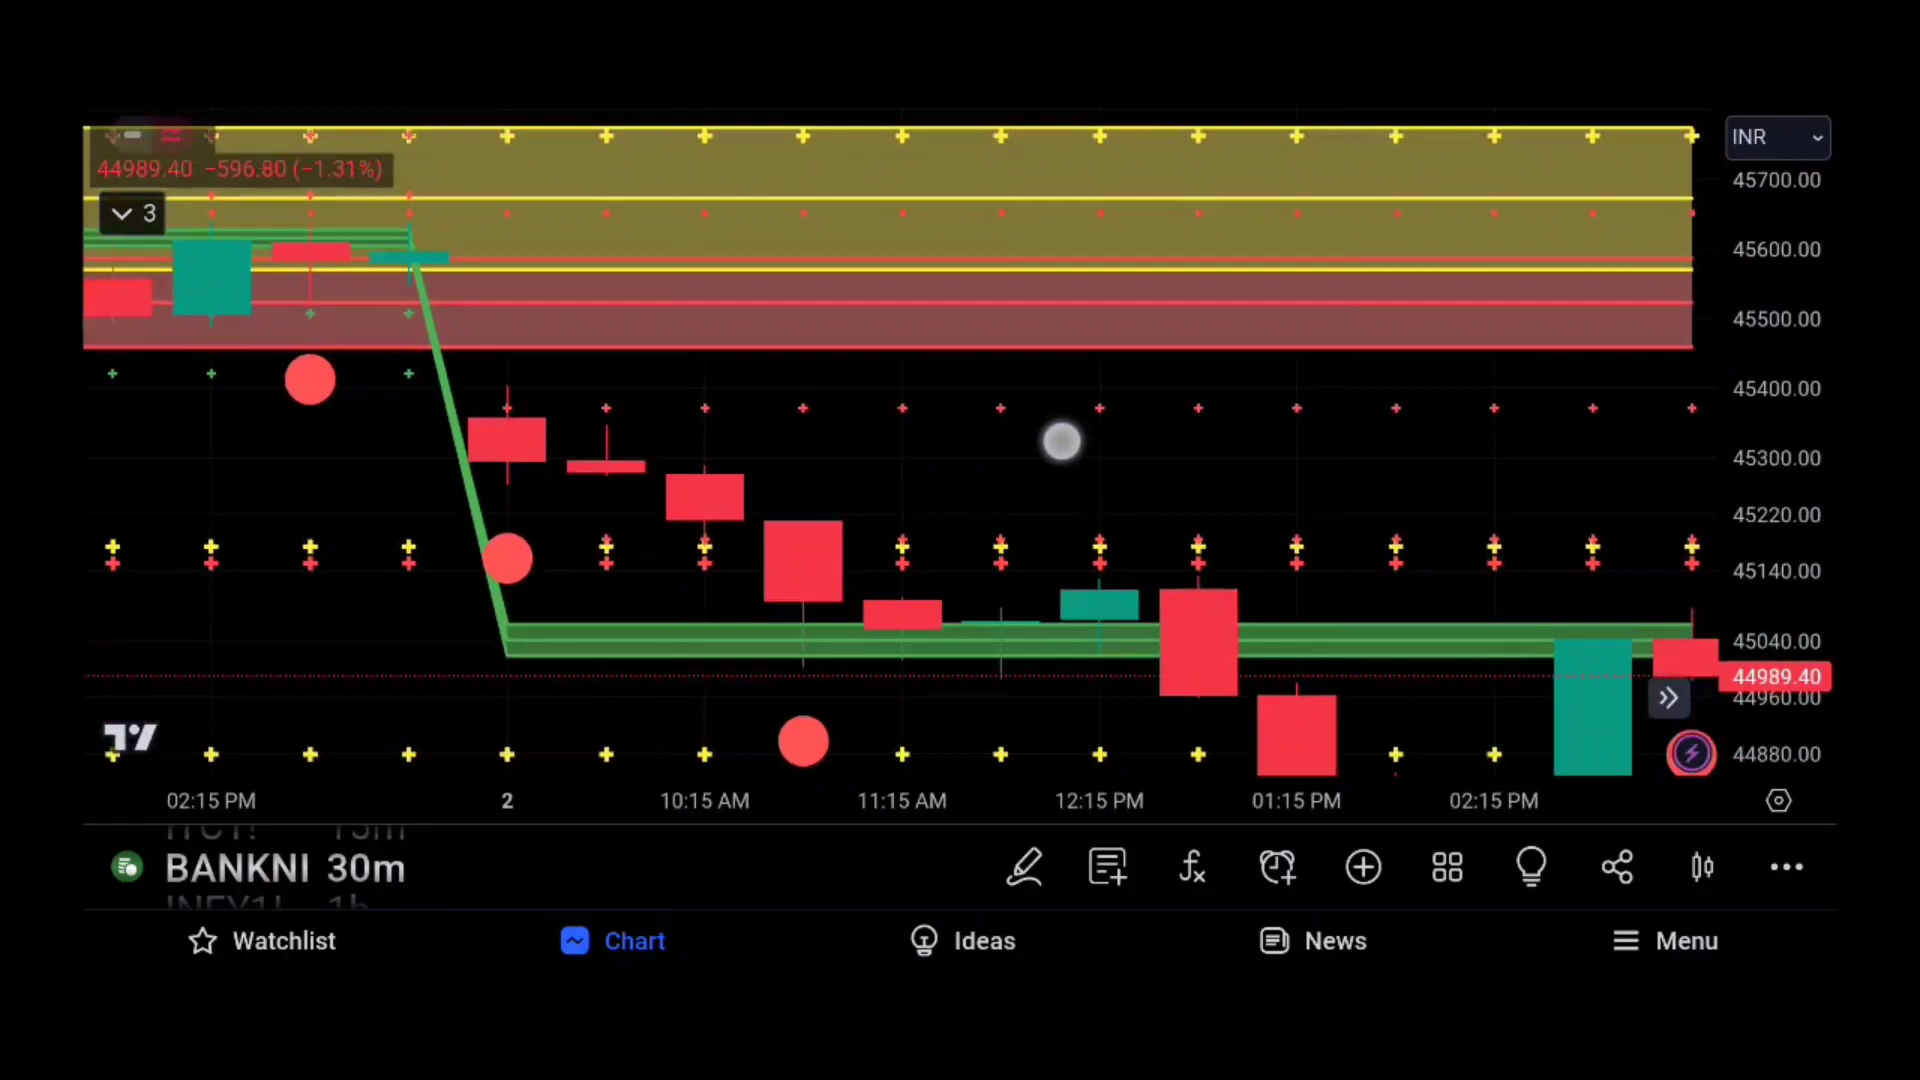 INR
44989.40 −596.80 (−1.31%)
45700.00
3
45600.00
45500.00
45400.00
45300.00
45220.00
45140.00
45040.00
44989.40
44960.00
44880.00
02:15 PM 2 10:15 AM 11:15 AM 12:15 PM 01:15 PM 02:15 PM
BANKNI 30m
Watchlist Chart Ideas News Menu